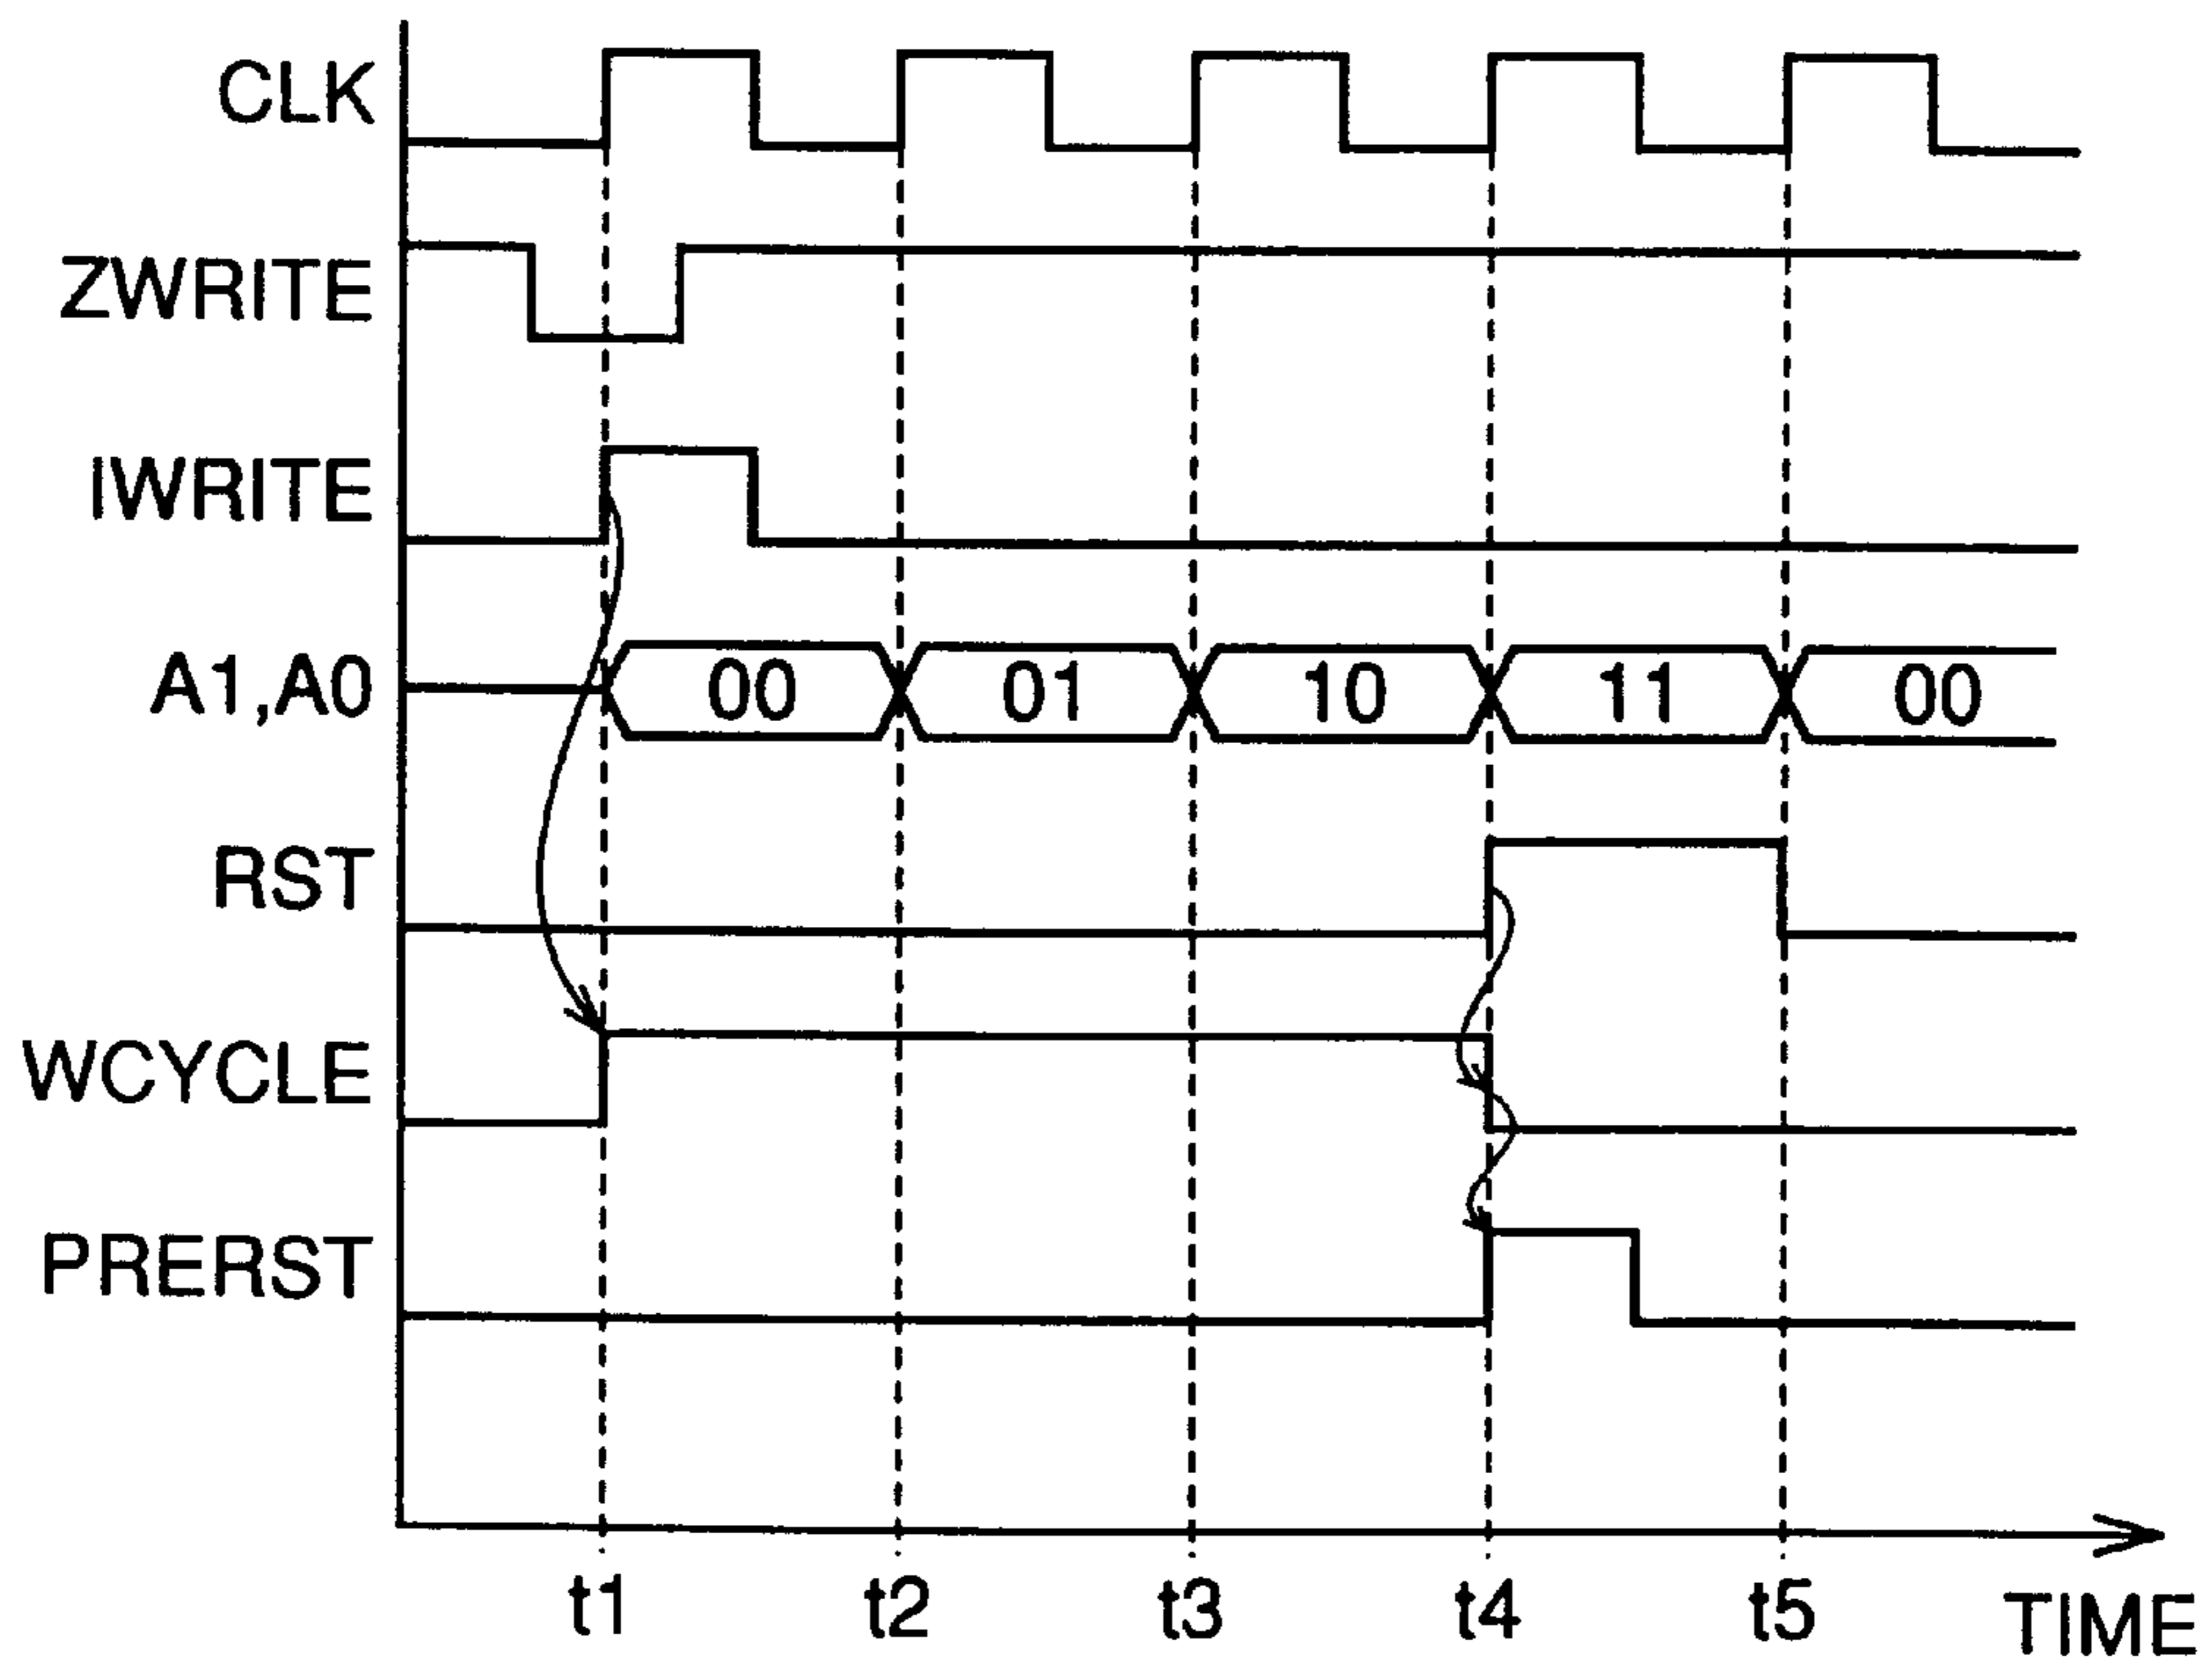 CLK
ZWRITE
IWRITE
A1,A0 00 01 10 11 00
RST
WCYCLE
PRERST
t1 t2 t3 t4 t5 TIME